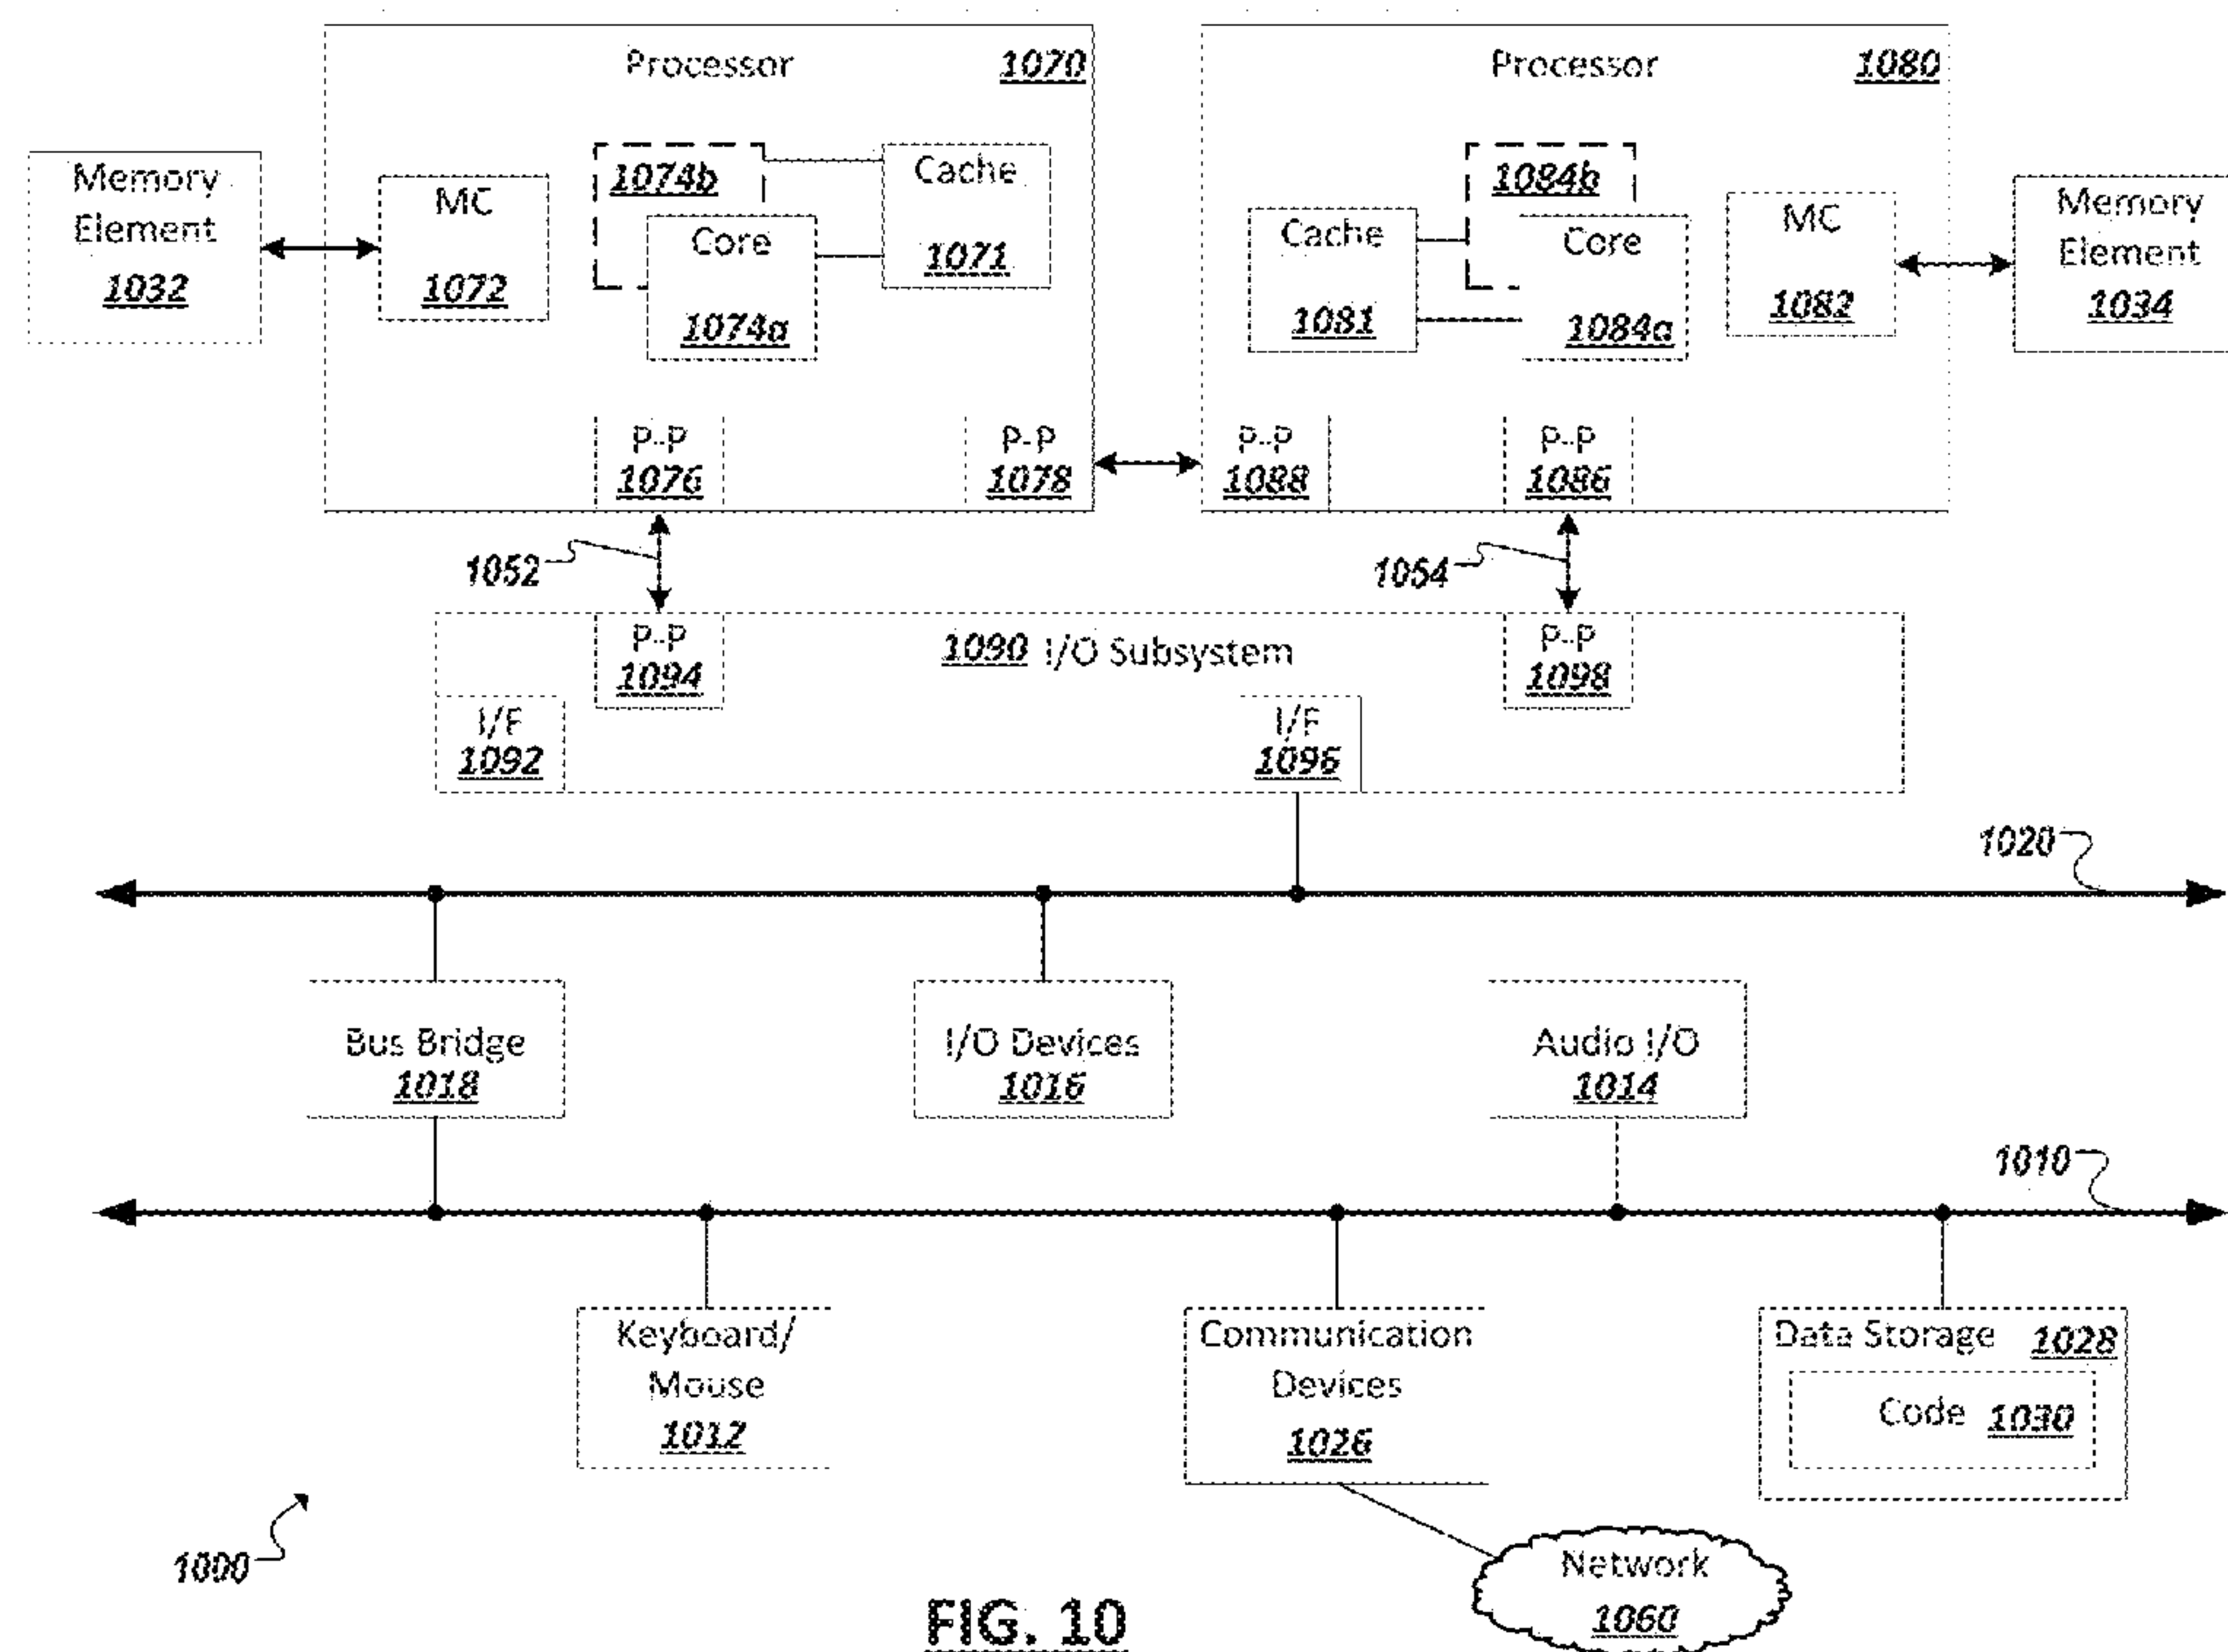 Processor 1070
Processor 1080
Memory
Element
1032
MC
1072
1074b
Core
1074a
Cache
1071
Cache
1081
1084b
Core
1084a
MC
1082
Memory
Element
1034
P-P
1076
P-P
1078
P-P
1088
P-P
1086
1052
1054
P-P
1094
1090 I/O Subsystem
P-P
1098
I/F
1092
I/F
1096
1020
Bus Bridge
1018
I/O Devices
1016
Audio I/O
1014
1010
Keyboard/
Mouse
1012
Communication
Devices
1026
Data Storage 1028
Code 1030
1000
Network
1060
FIG. 10